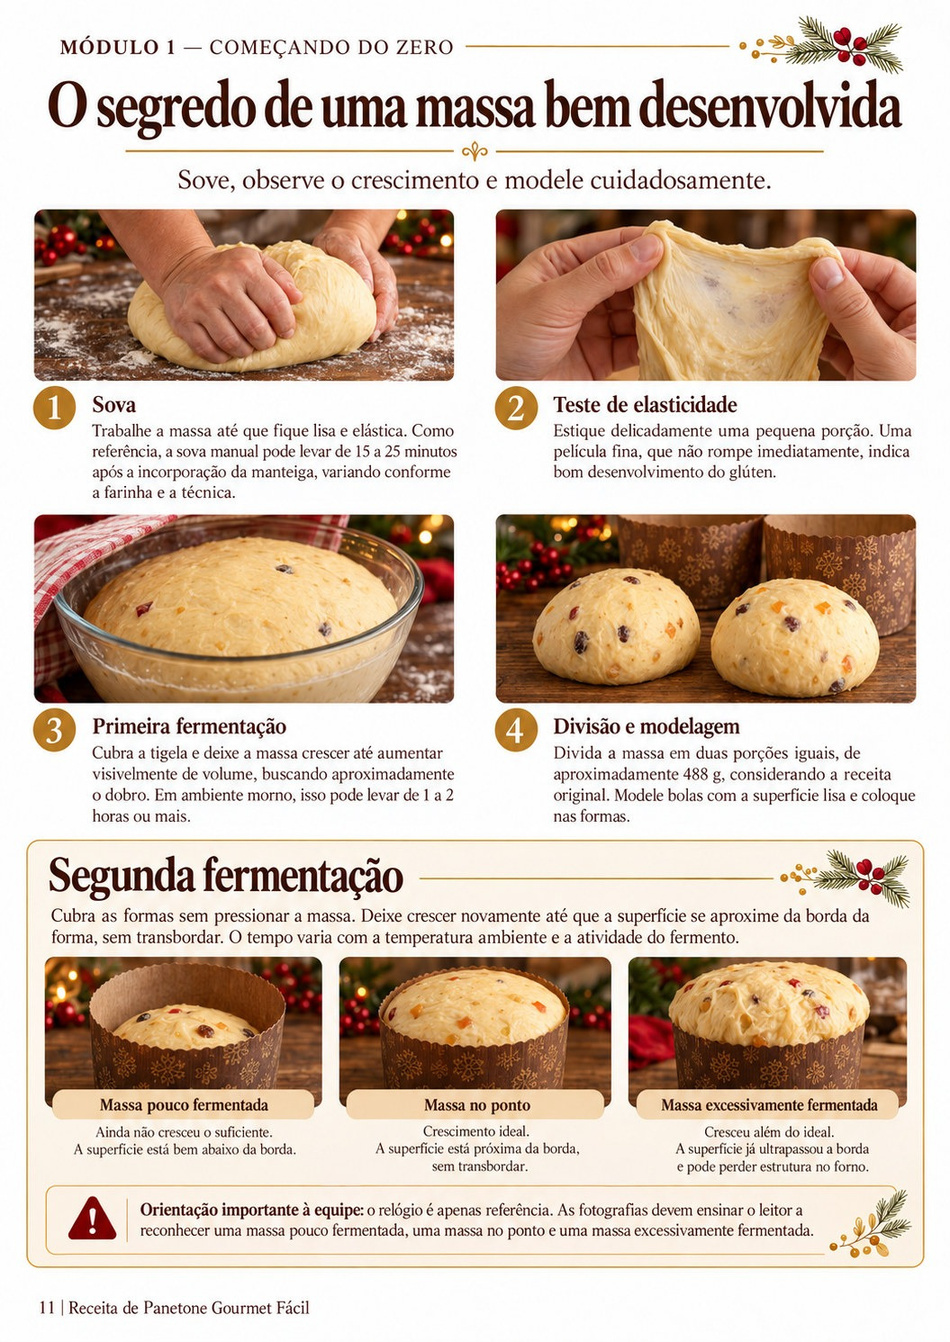 MÓDULO 1 — COMEÇANDO DO ZERO
O segredo de uma massa bem desenvolvida
Sove, observe o crescimento e modele cuidadosamente.
1
Sova
Trabalhe a massa até que fique lisa e elástica. Como
referência, a sova manual pode levar de 15 a 25 minutos
após a incorporação da manteiga, variando conforme
a farinha e a técnica.
2
Teste de elasticidade
Estique delicadamente uma pequena porção. Uma
película fina, que não rompe imediatamente, indica
bom desenvolvimento do glúten.
3
Primeira fermentação
Cubra a tigela e deixe a massa crescer até aumentar
visivelmente de volume, buscando aproximadamente
o dobro. Em ambiente morno, isso pode levar de 1 a 2
horas ou mais.
4
Divisão e modelagem
Divida a massa em duas porções iguais, de
aproximadamente 488 g, considerando a receita
original. Modele bolas com a superfície lisa e coloque
nas formas.
Segunda fermentação
Cubra as formas sem pressionar a massa. Deixe crescer novamente até que a superfície se aproxime da borda da
forma, sem transbordar. O tempo varia com a temperatura ambiente e a atividade do fermento.
Massa pouco fermentada
Ainda não cresceu o suficiente.
A superfície está bem abaixo da borda.
Massa no ponto
Crescimento ideal.
A superfície está próxima da borda,
sem transbordar.
Massa excessivamente fermentada
Cresceu além do ideal.
A superfície já ultrapassou a borda
e pode perder estrutura no forno.
Orientação importante à equipe: o relógio é apenas referência. As fotografias devem ensinar o leitor a
reconhecer uma massa pouco fermentada, uma massa no ponto e uma massa excessivamente fermentada.
11 | Receita de Panetone Gourmet Fácil